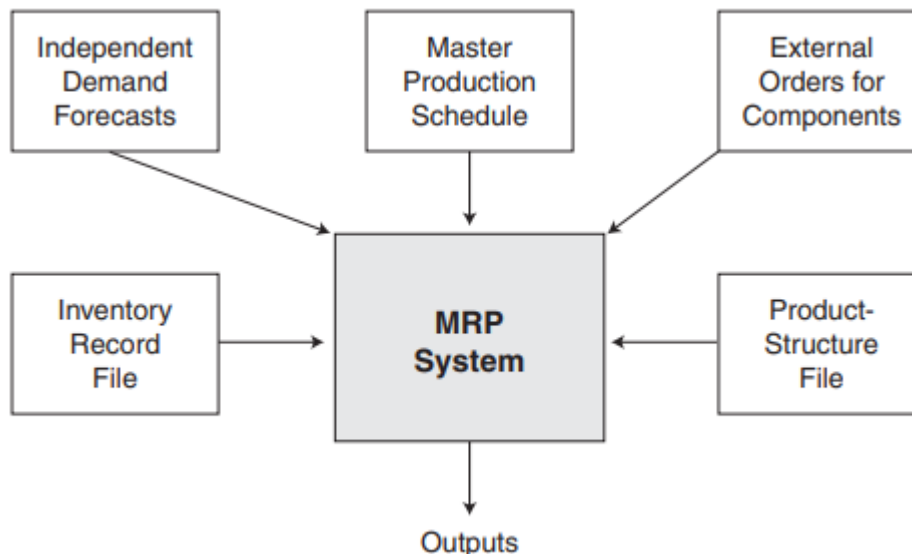 Independent
Demand
Forecasts
Master
Production
Schedule
External
Orders for
Components
Inventory
Record
File
MRP
System
Product-
Structure
File
Outputs